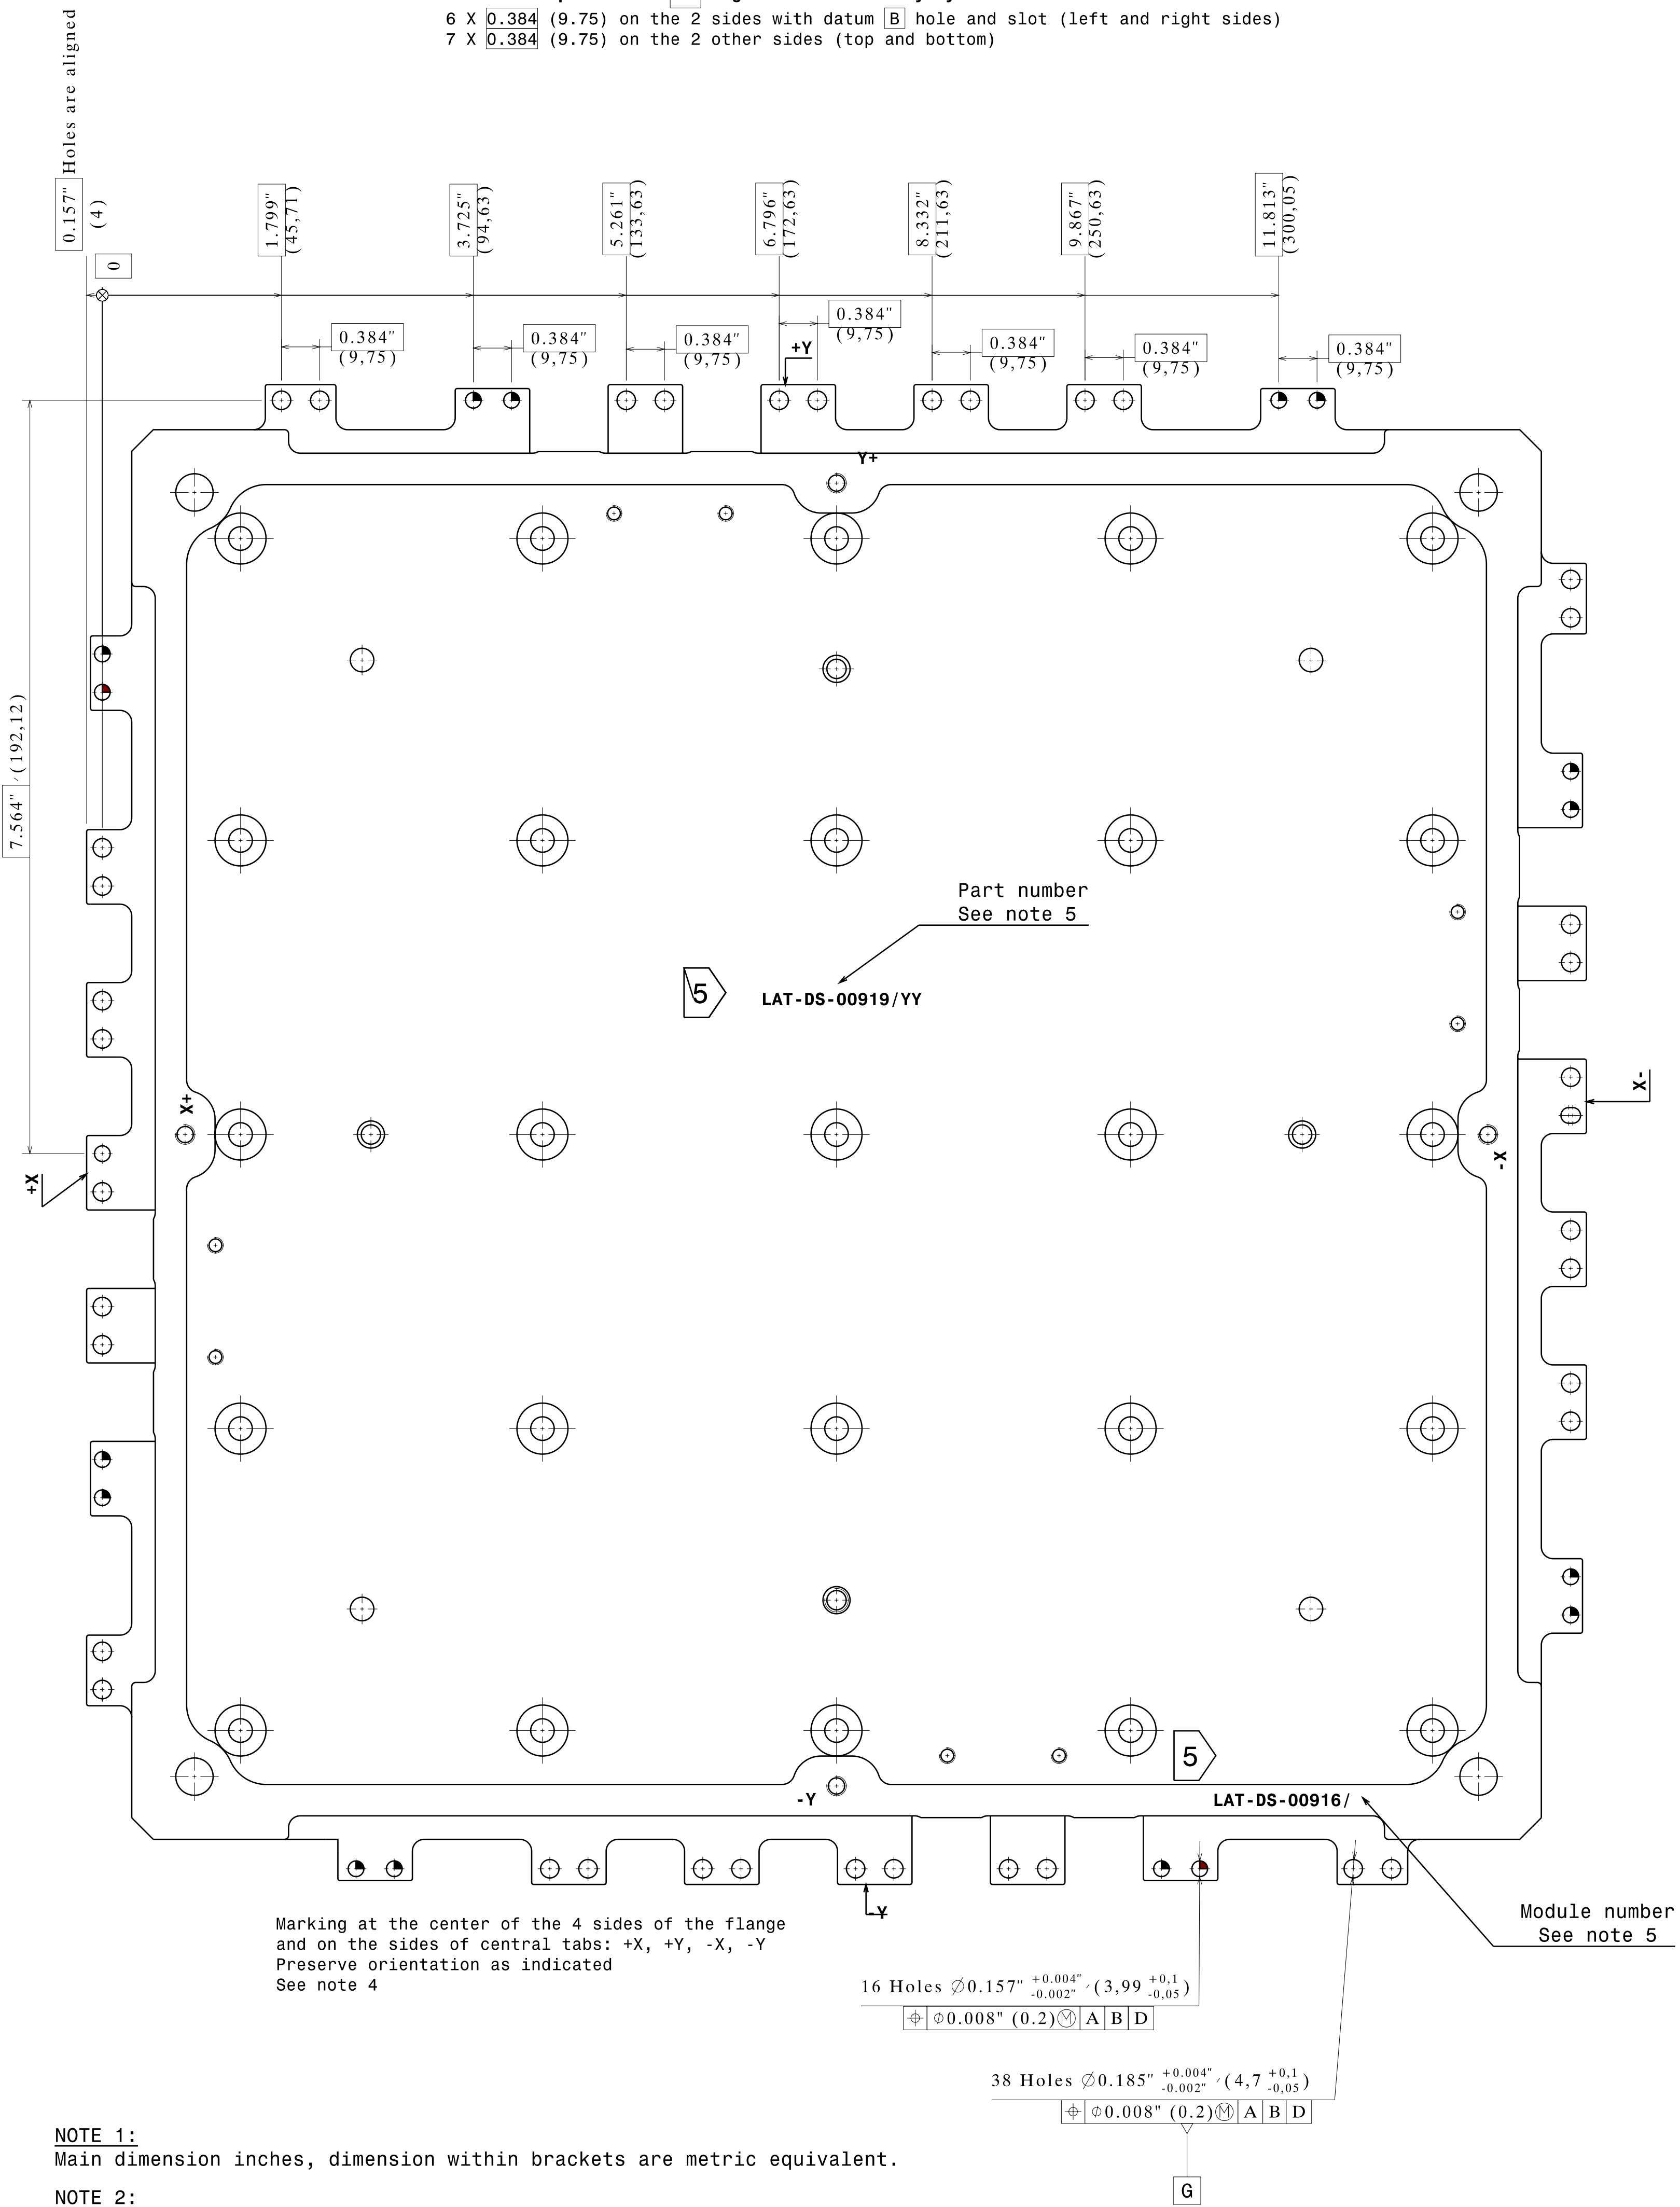 6 X 0.384 (9.75) on the 2 sides with datum B hole and slot (left and right sides)
7 X 0.384 (9.75) on the 2 other sides (top and bottom)
0.157" Holes are aligned
(4)
0
1.799"
(45,71)
3.725"
(94,63)
5.261"
(133,63)
6.796"
(172,63)
8.332"
(211,63)
9.867"
(250,63)
11.813"
(300,05)
0.384"
(9,75)
0.384"
(9,75)
0.384"
(9,75)
0.384"
(9,75)
0.384"
(9,75)
0.384"
(9,75)
0.384"
(9,75)
+Y
Y+
7.564" (192,12)
Part number
See note 5
5
LAT-DS-00919/YY
X+
+X
X-
-X
5
-Y
LAT-DS-00916/
-Y
Marking at the center of the 4 sides of the flange
and on the sides of central tabs: +X, +Y, -X, -Y
Preserve orientation as indicated
See note 4
Module number
See note 5
16 Holes Ø0.157" +0.004" -0.002" (3,99 +0,1 -0,05)
⌖ Ø0.008" (0.2)Ⓜ A B D
38 Holes Ø0.185" +0.004" -0.002" (4,7 +0,1 -0,05)
⌖ Ø0.008" (0.2)Ⓜ A B D
G
NOTE 1:
Main dimension inches, dimension within brackets are metric equivalent.
NOTE 2: